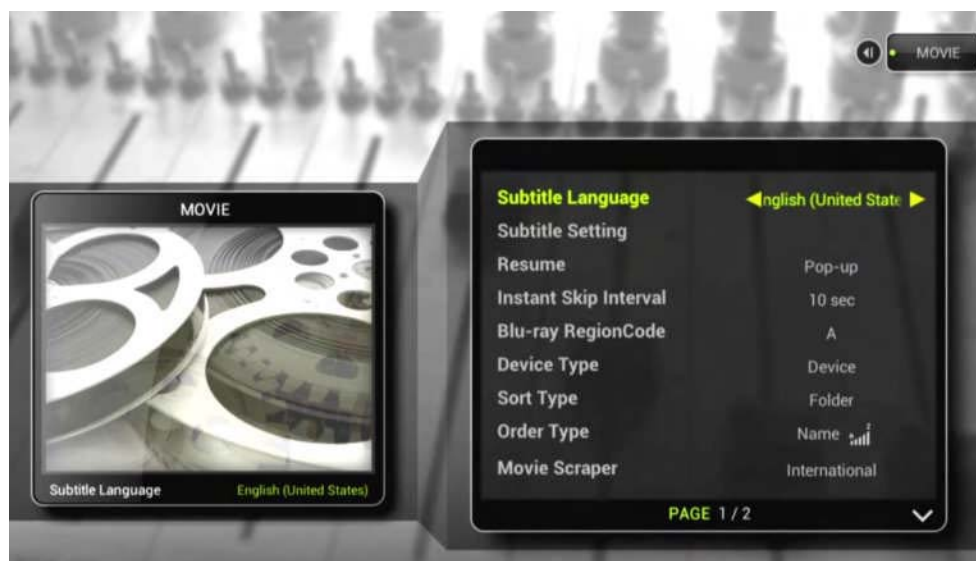 MOVIE
MOVIE
Subtitle Language English (United States)
Subtitle Language nglish (United State
Subtitle Setting
Resume Pop-up
Instant Skip Interval 10 sec
Blu-ray RegionCode A
Device Type Device
Sort Type Folder
Order Type Name
Movie Scraper International
PAGE 1 / 2